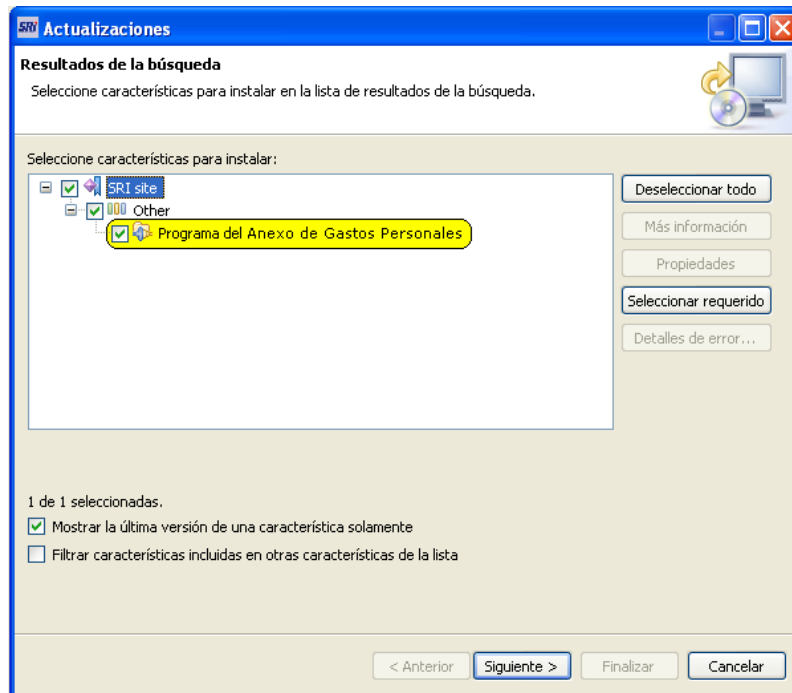 SRi Actualizaciones
Resultados de la búsqueda
Seleccione características para instalar en la lista de resultados de la búsqueda.
Seleccione características para instalar:
SRI site
Other
Programa del Anexo de Gastos Personales
Deseleccionar todo
Más información
Propiedades
Seleccionar requerido
Detalles de error...
1 de 1 seleccionadas.
Mostrar la última versión de una característica solamente
Filtrar características incluidas en otras características de la lista
< Anterior Siguiente > Finalizar Cancelar